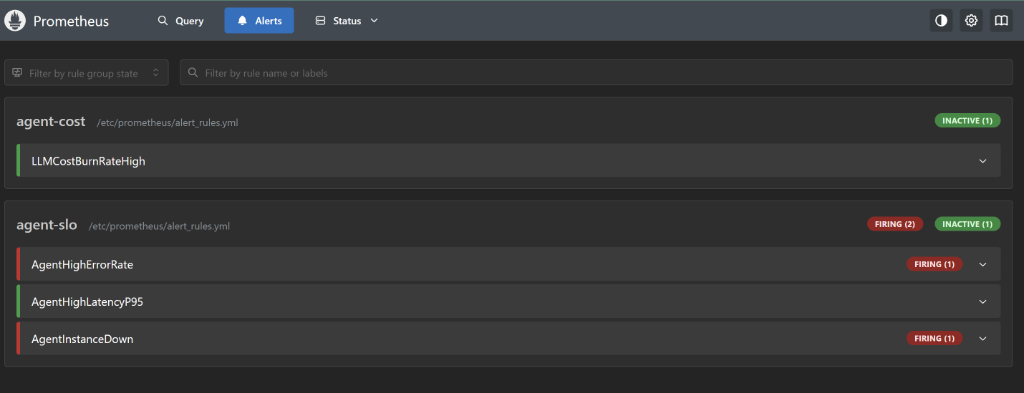 Prometheus Query Alerts Status
Filter by rule group state Filter by rule name or labels
agent-cost /etc/prometheus/alert_rules.yml INACTIVE (1)
LLMCostBurnRateHigh
agent-slo /etc/prometheus/alert_rules.yml FIRING (2) INACTIVE (1)
AgentHighErrorRate FIRING (1)
AgentHighLatencyP95
AgentInstanceDown FIRING (1)